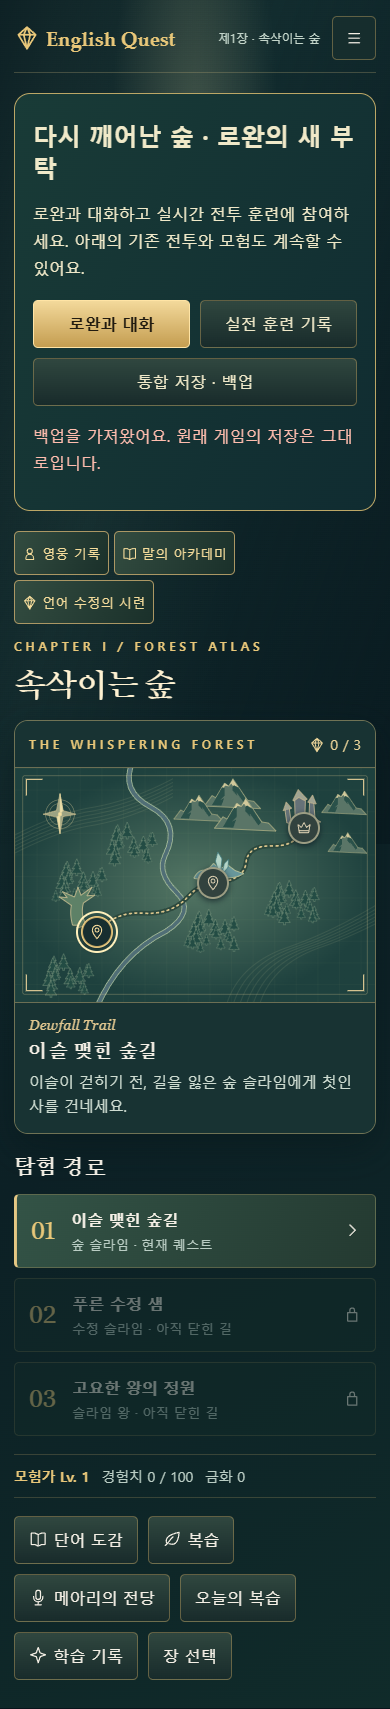 English Quest
제1장 · 속삭이는 숲
다시 깨어난 숲 · 로완의 새 부
탁
로완과 대화하고 실시간 전투 훈련에 참여하
세요. 아래의 기존 전투와 모험도 계속할 수
있어요.
로완과 대화
실전 훈련 기록
통합 저장 · 백업
백업을 가져왔어요. 원래 게임의 저장은 그대
로입니다.
영웅 기록
말의 아카데미
언어 수정의 시련
CHAPTER I / FOREST ATLAS
속삭이는 숲
THE WHISPERING FOREST
0 / 3
Dewfall Trail
이슬 맺힌 숲길
이슬이 걷히기 전, 길을 잃은 숲 슬라임에게 첫인
사를 건네세요.
탐험 경로
01
이슬 맺힌 숲길
숲 슬라임 · 현재 퀘스트
02
푸른 수정 샘
수정 슬라임 · 아직 닫힌 길
03
고요한 왕의 정원
슬라임 왕 · 아직 닫힌 길
모험가 Lv. 1 경험치 0 / 100 금화 0
단어 도감
복습
메아리의 전당
오늘의 복습
학습 기록
장 선택